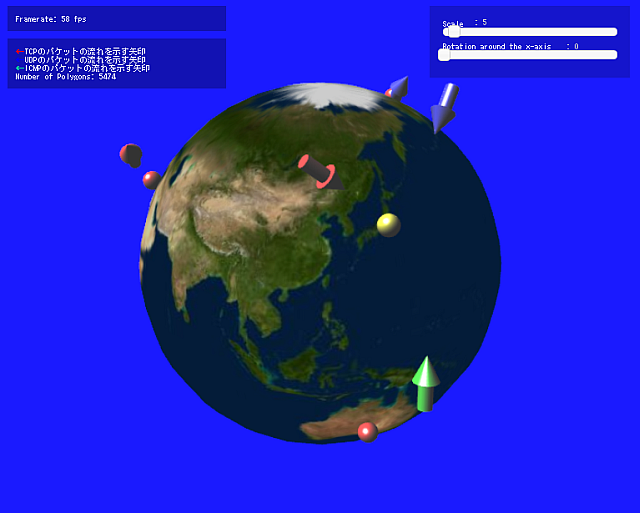 Framerate: 58 fps
←TCPのパケットの流れを示す矢印
UDPのパケットの流れを示す矢印
←ICMPのパケットの流れを示す矢印
Number of Polygons: 5474
Scale : 5
Rotation around the x-axis : 0